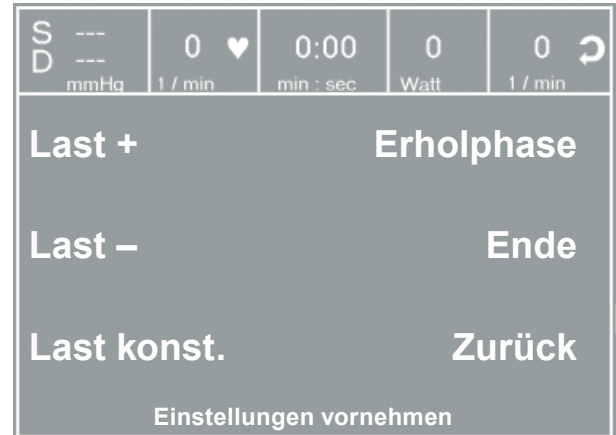 S --- 0 ♥ 0:00 0 0
D ---
mmHg 1 / min min : sec Watt 1 / min
Last + Erholphase
Last – Ende
Last konst. Zurück
Einstellungen vornehmen